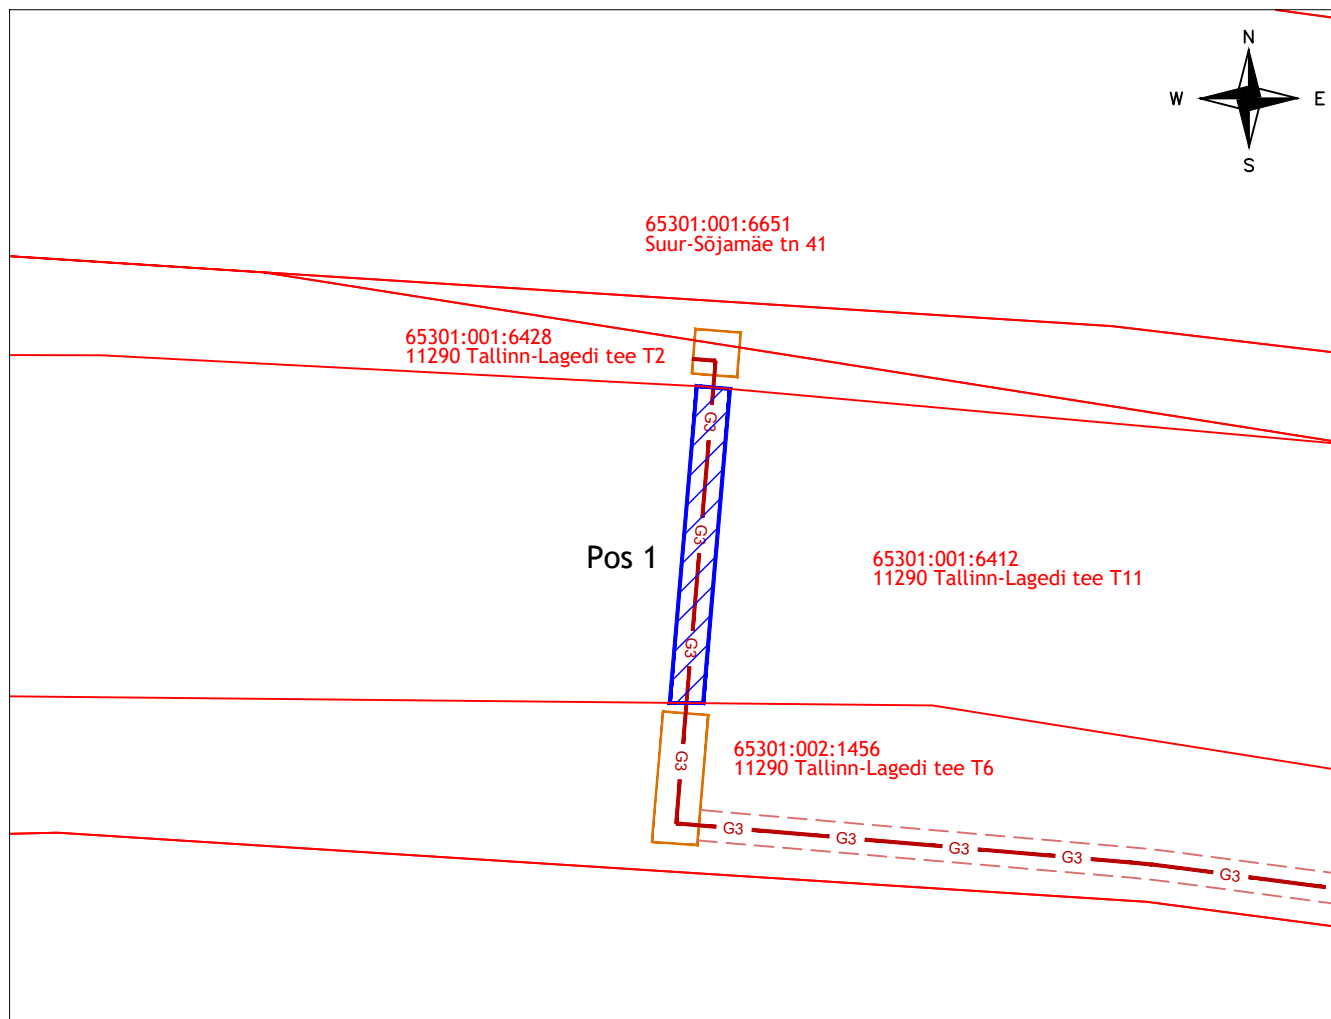 N
W
E
S
65301:001:6651
Suur-Sõjamäe tn 41
65301:001:6428
11290 Tallinn-Lagedi tee T2
G3
G3
Pos 1
65301:001:6412
11290 Tallinn-Lagedi tee T11
G3
65301:002:1456
11290 Tallinn-Lagedi tee T6
G3
G3
G3
G3
G3
G3